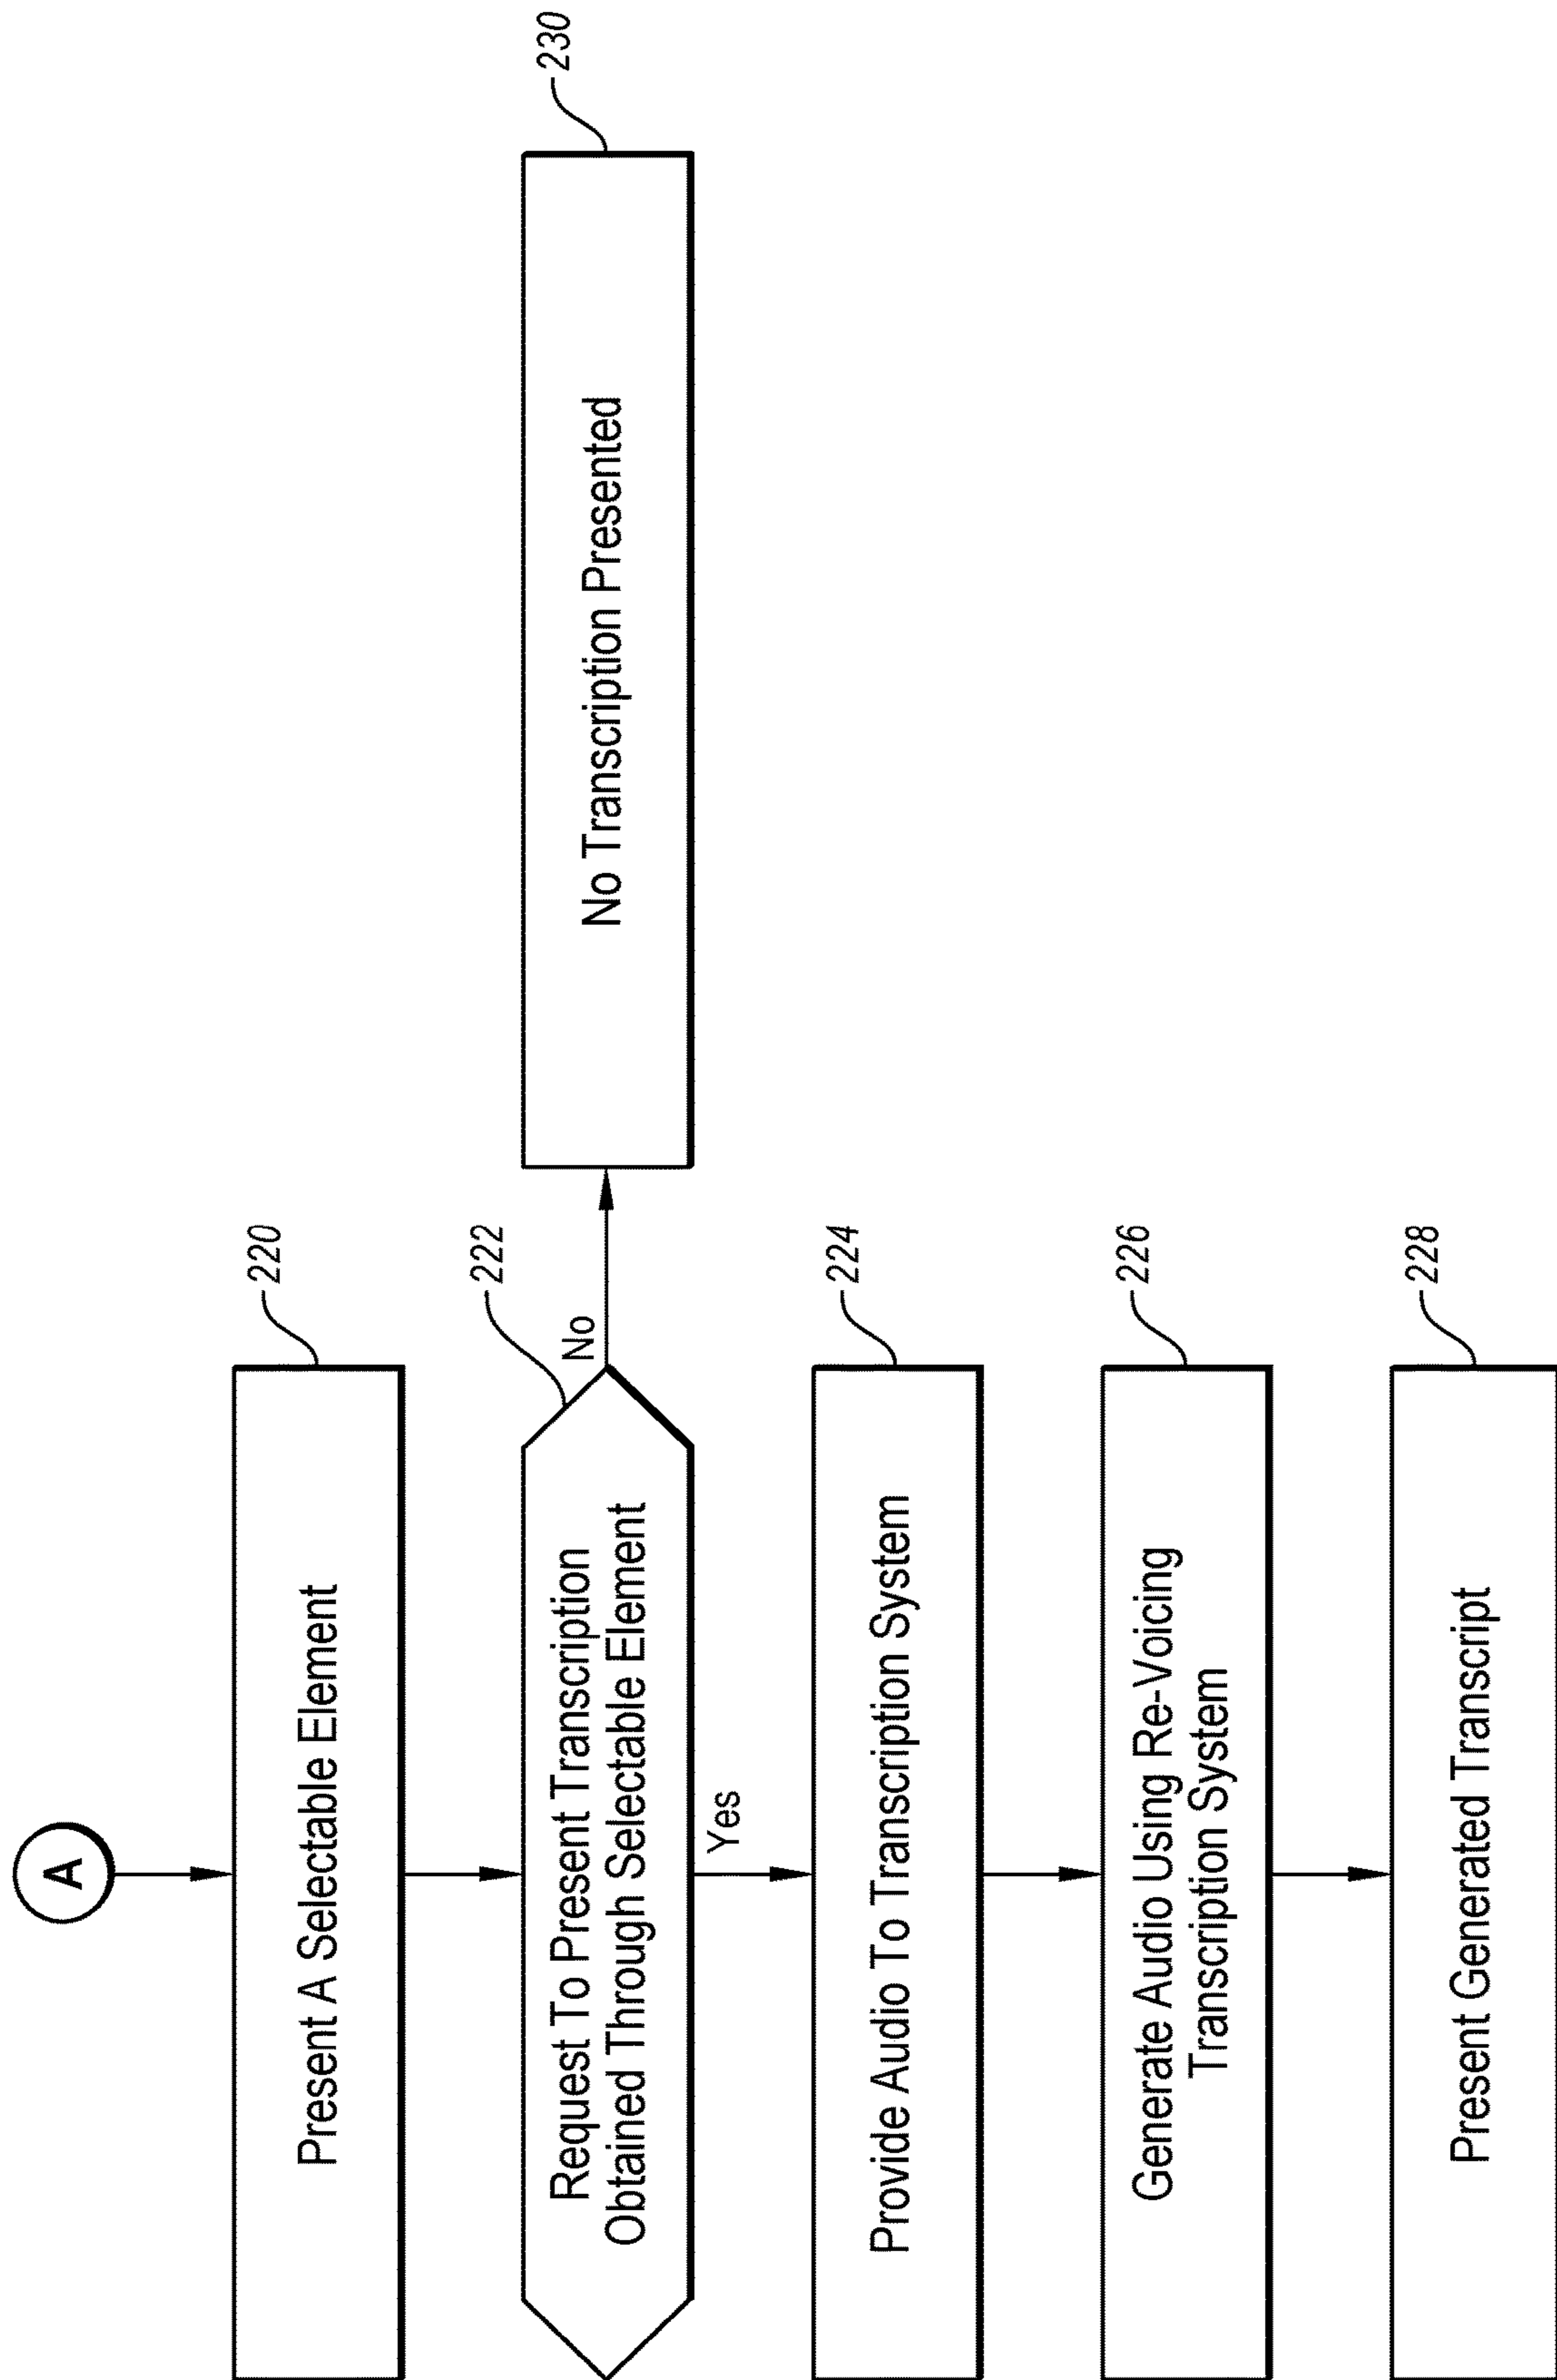 A
Present A Selectable Element
220
Request To Present Transcription
Obtained Through Selectable Element
222
No
No Transcription Presented
230
Yes
Provide Audio To Transcription System
224
Generate Audio Using Re-Voicing
Transcription System
226
Present Generated Transcript
228